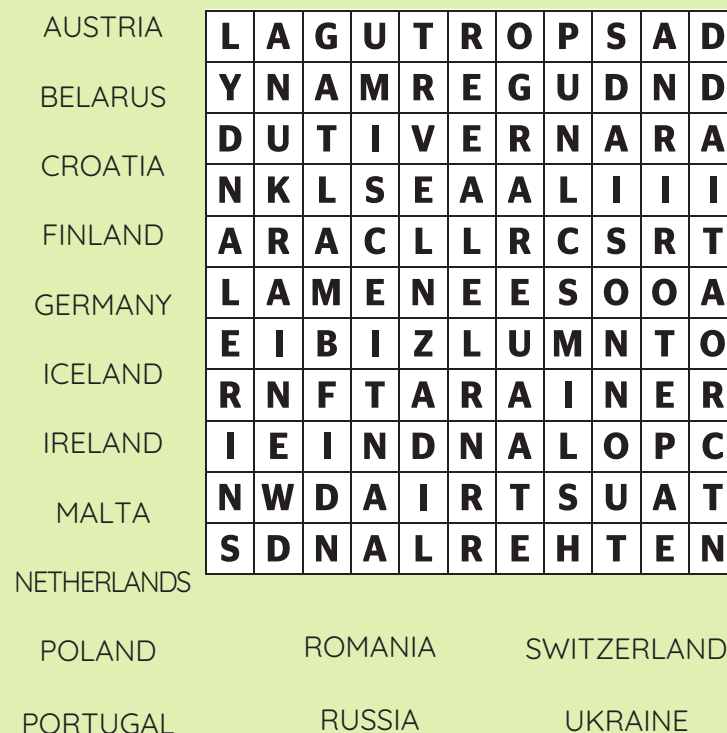 AUSTRIA
BELARUS
CROATIA
FINLAND
GERMANY
ICELAND
IRELAND
MALTA
NETHERLANDS
POLAND
PORTUGAL
L A G U T R O P S A D
Y N A M R E G U D N D
D U T I V E R N A R A
N K L S E A A L I I I
A R A C L L R C S R T
L A M E N E E S O O A
E I B I Z L U M N T O
R N F T A R A I N E R
I E I N D N A L O P C
N W D A I R T S U A T
S D N A L R E H T E N
ROMANIA
RUSSIA
SWITZERLAND
UKRAINE